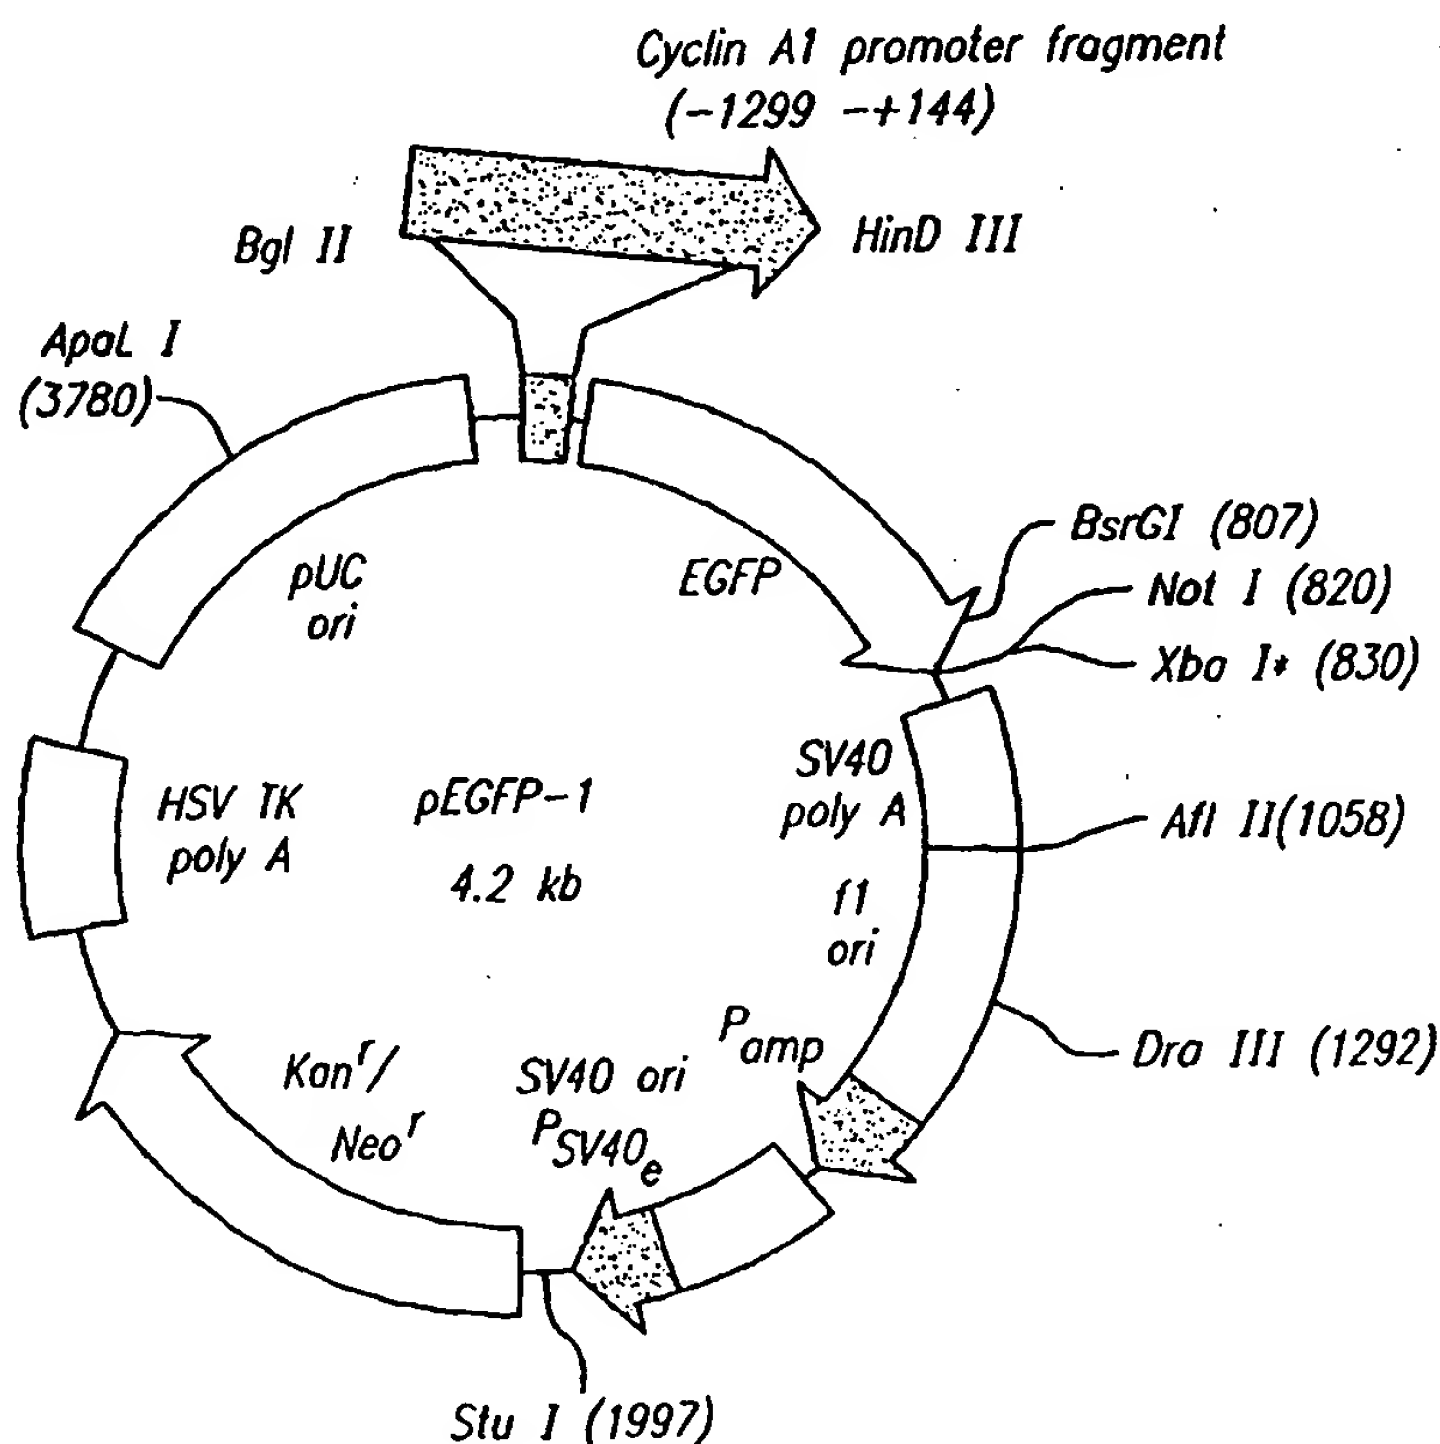 Cyclin A1 promoter fragment
(-1299 -+144)
Bgl II
HinD III
ApaL I
(3780)
BsrGI (807)
Not I (820)
Xba I* (830)
pUC
ori
EGFP
SV40
poly A
Afl II(1058)
HSV TK
poly A
pEGFP-1
4.2 kb
f1
ori
Pamp
Dra III (1292)
Kanr/
Neor
SV40 ori
PSV40e
Stu I (1997)